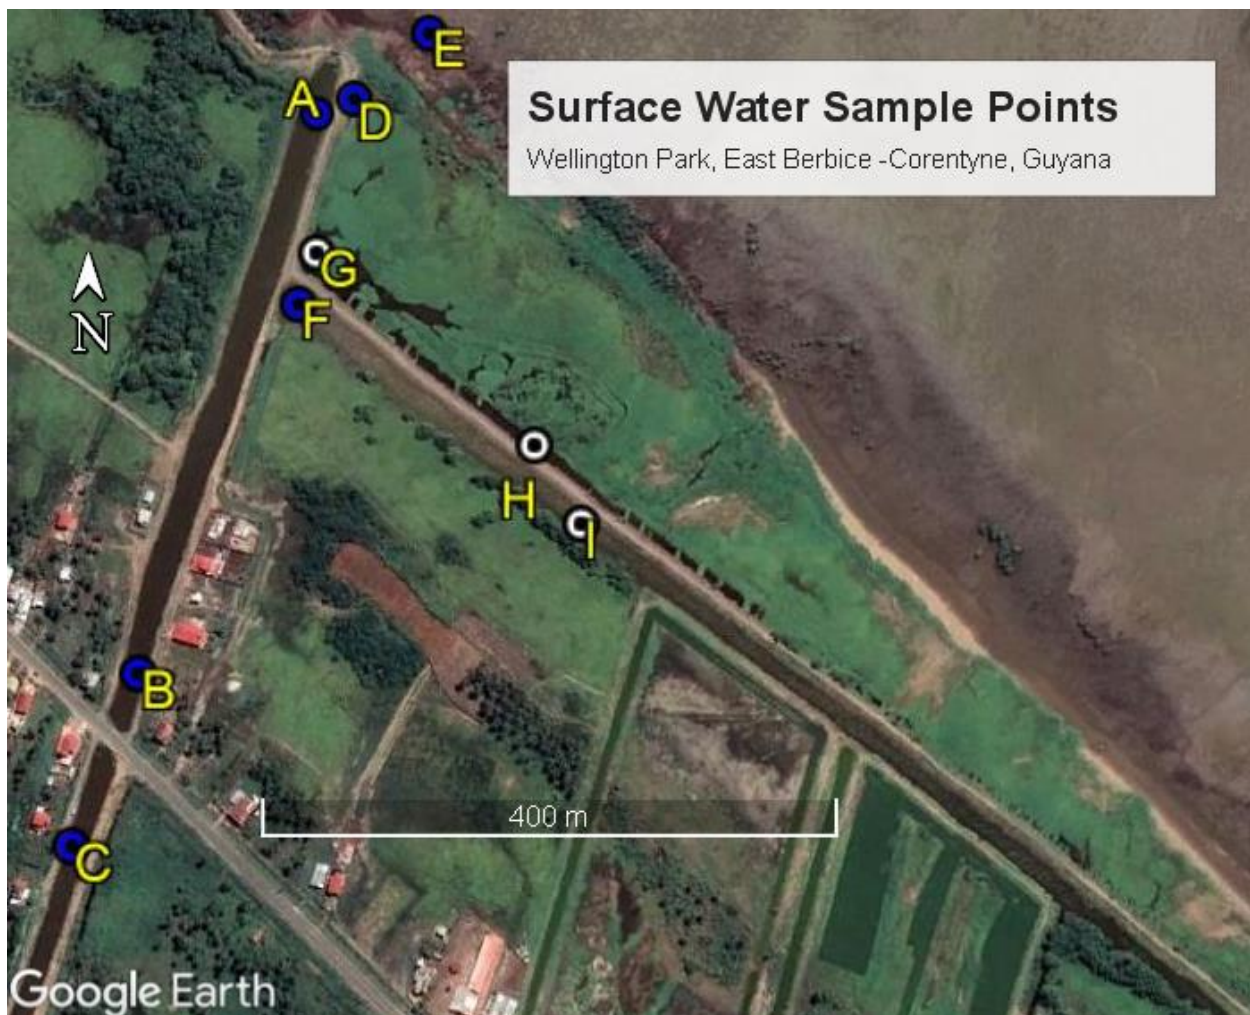 E
A
D
Surface Water Sample Points
Wellington Park, East Berbice -Corentyne, Guyana
G
N
F
H
I
B
400 m
C
Google Earth